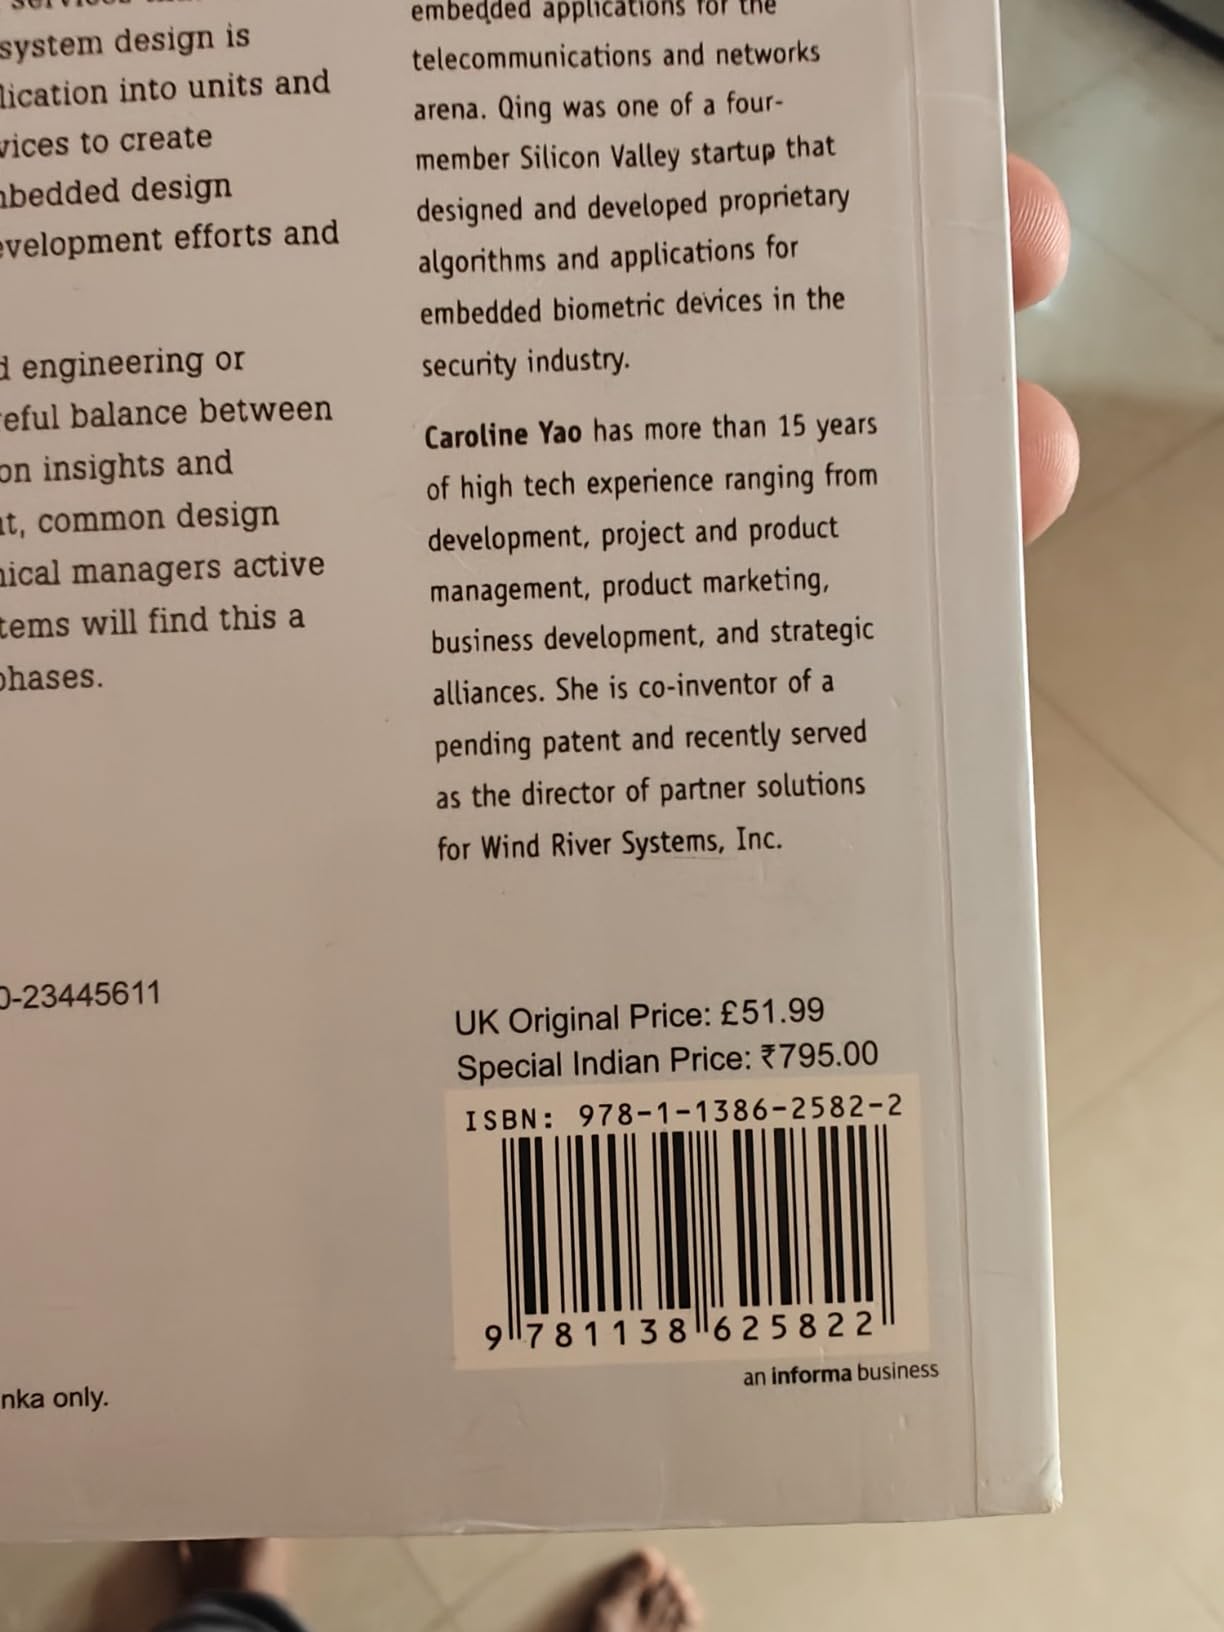 system design is
lication into units and
vices to create
mbedded design
evelopment efforts and
d engineering or
reful balance between
on insights and
nt, common design
nical managers active
tems will find this a
phases.
0-23445611
nka only.
embedded applications for the
telecommunications and networks
arena. Qing was one of a four-
member Silicon Valley startup that
designed and developed proprietary
algorithms and applications for
embedded biometric devices in the
security industry.
Caroline Yao has more than 15 years
of high tech experience ranging from
development, project and product
management, product marketing,
business development, and strategic
alliances. She is co-inventor of a
pending patent and recently served
as the director of partner solutions
for Wind River Systems, Inc.
UK Original Price: £51.99
Special Indian Price: ₹795.00
ISBN: 978-1-1386-2582-2
9 781138 625822
an informa business